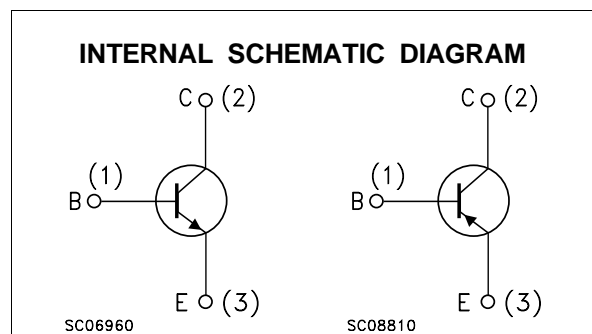 INTERNAL SCHEMATIC DIAGRAM
C (2) C (2)
(1) (1)
B B
E (3) E (3)
SC06960 SC08810